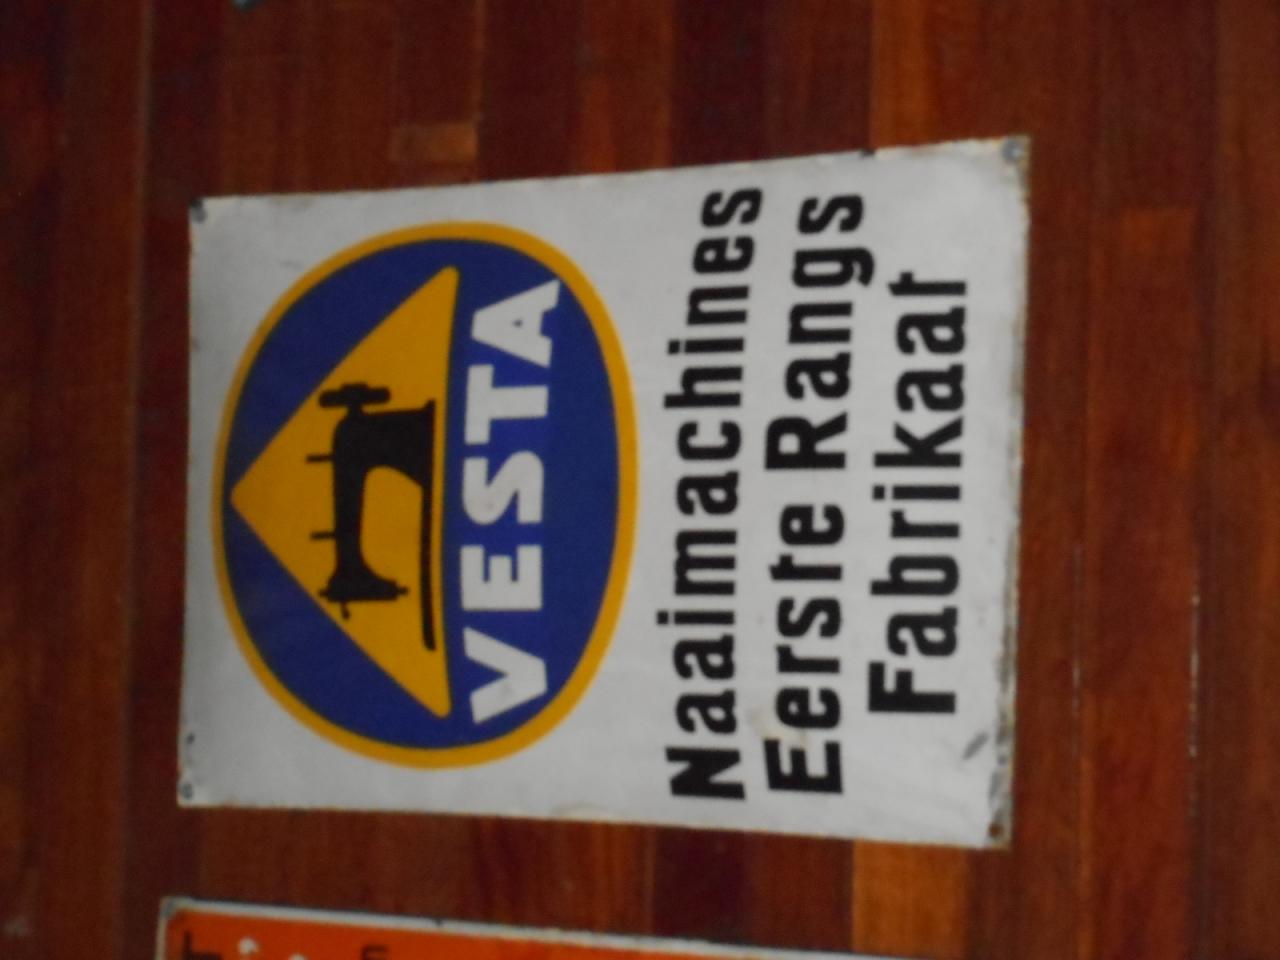 VESTA
Naaimachines
Eerste Rangs
Fabrikaat